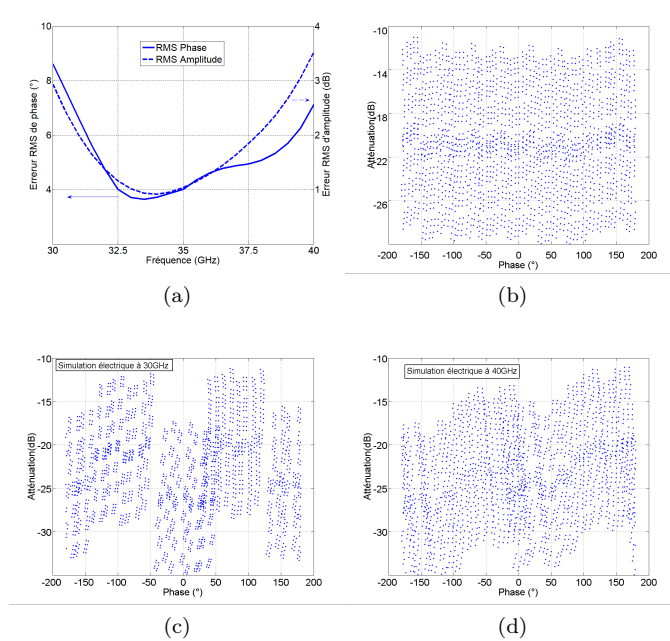 10
8
6
4
30
32.5
35
37.5
40
4
3
2
1
Erreur RMS de phase (°)
Fréquence (GHz)
Erreur RMS d'amplitude (dB)
RMS Phase
RMS Amplitude
(a)
-10
-14
-18
-22
-26
-200 -150 -100 -50 0 50 100 150 200
Atténuation(dB)
Phase (°)
(b)
Simulation électrique à 30GHz
-10
-15
-20
-25
-30
-200 -150 -100 -50 0 50 100 150 200
Atténuation(dB)
Phase (°)
(c)
Simulation électrique à 40GHz
-10
-15
-20
-25
-30
-200 -150 -100 -50 0 50 100 150 200
Atténuation(dB)
Phase (°)
(d)